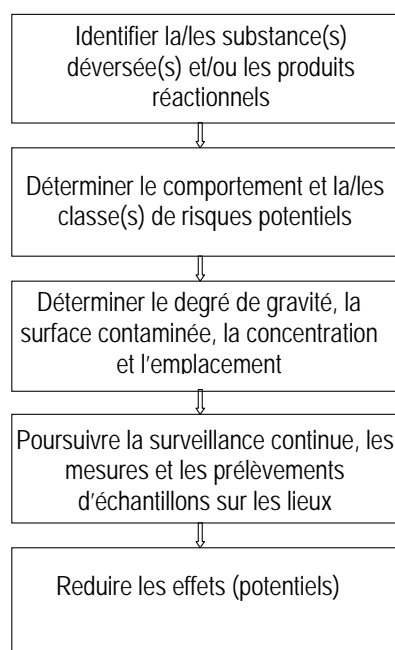 Identifier la/les substance(s)
déversée(s) et/ou les produits
réactionnels
Déterminer le comportement et la/les
classe(s) de risques potentiels
Déterminer le degré de gravité, la
surface contaminée, la concentration
et l'emplacement
Poursuivre la surveillance continue, les
mesures et les prélèvements
d'échantillons sur les lieux
Reduire les effets (potentiels)